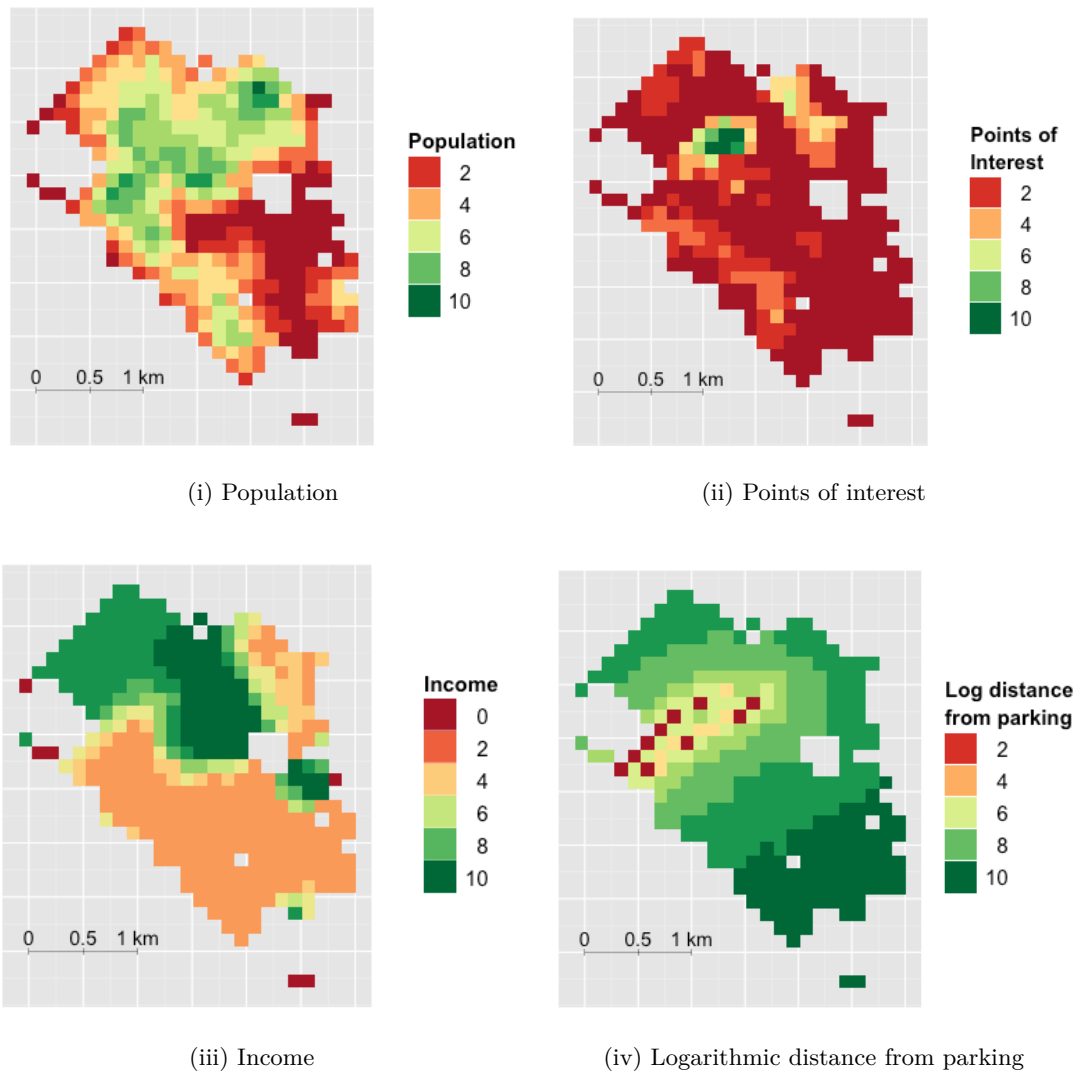 Population
2
4
6
8
10
0 0.5 1 km
(i) Population
Points of
Interest
2
4
6
8
10
0 0.5 1 km
(ii) Points of interest
Income
0
2
4
6
8
10
0 0.5 1 km
(iii) Income
Log distance
from parking
2
4
6
8
10
0 0.5 1 km
(iv) Logarithmic distance from parking